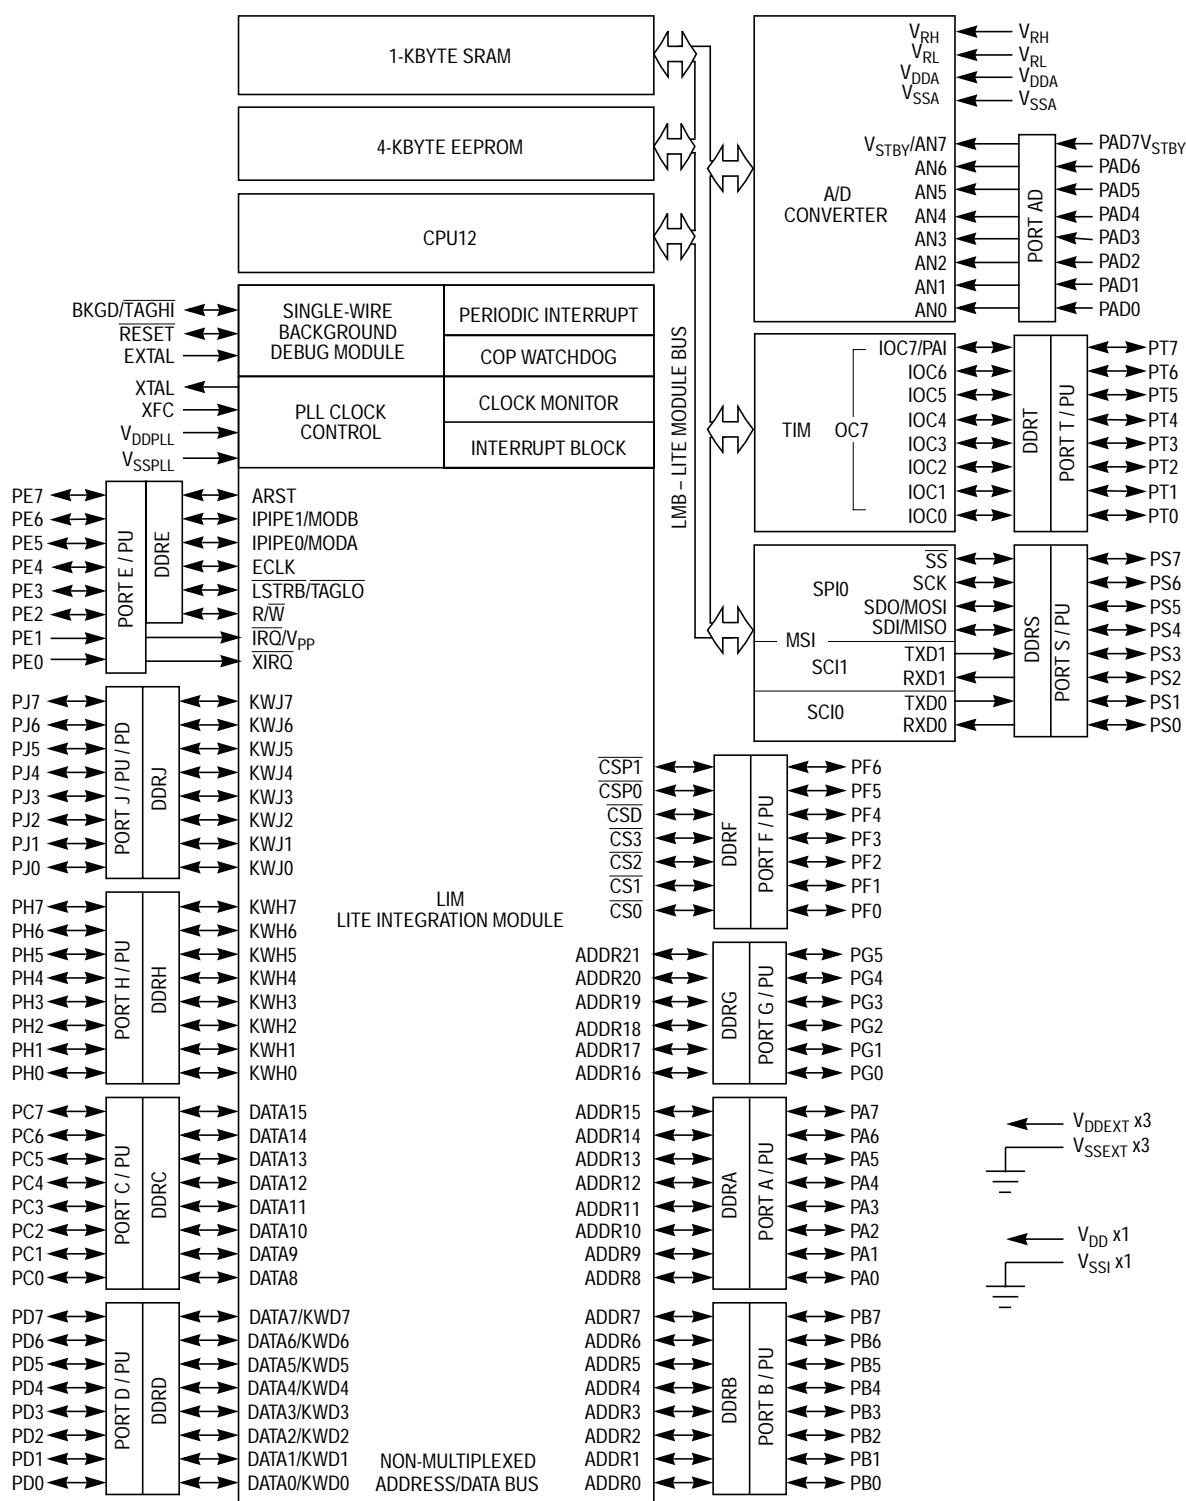 1-KBYTE SRAM
4-KBYTE EEPROM
CPU12
BKGD/TAGHI
RESET
EXTAL
XTAL
XFC
VDDPLL
VSSPLL
SINGLE-WIRE
BACKGROUND
DEBUG MODULE
PERIODIC INTERRUPT
COP WATCHDOG
PLL CLOCK
CONTROL
CLOCK MONITOR
INTERRUPT BLOCK
LMB – LITE MODULE BUS
VRH VRH
VRL VRL
VDDA VDDA
VSSA VSSA
A/D
CONVERTER
PORT AD
VSTBY/AN7 PAD7VSTBY
AN6 PAD6
AN5 PAD5
AN4 PAD4
AN3 PAD3
AN2 PAD2
AN1 PAD1
AN0 PAD0
TIM OC7
DDRT
PORT T / PU
IOC7/PAI PT7
IOC6 PT6
IOC5 PT5
IOC4 PT4
IOC3 PT3
IOC2 PT2
IOC1 PT1
IOC0 PT0
SPI0
MSI
SCI1
SCI0
DDRS
PORT S / PU
SS PS7
SCK PS6
SDO/MOSI PS5
SDI/MISO PS4
TXD1 PS3
RXD1 PS2
TXD0 PS1
RXD0 PS0
PORT E / PU
DDRE
PE7 ARST
PE6 IPIPE1/MODB
PE5 IPIPE0/MODA
PE4 ECLK
PE3 LSTRB/TAGLO
PE2 R/W
PE1 IRQ/VPP
PE0 XIRQ
PORT J / PU / PD
DDRJ
PJ7 KWJ7
PJ6 KWJ6
PJ5 KWJ5
PJ4 KWJ4
PJ3 KWJ3
PJ2 KWJ2
PJ1 KWJ1
PJ0 KWJ0
PORT H / PU
DDRH
PH7 KWH7
PH6 KWH6
PH5 KWH5
PH4 KWH4
PH3 KWH3
PH2 KWH2
PH1 KWH1
PH0 KWH0
PORT C / PU
DDRC
PC7 DATA15
PC6 DATA14
PC5 DATA13
PC4 DATA12
PC3 DATA11
PC2 DATA10
PC1 DATA9
PC0 DATA8
PORT D / PU
DDRD
PD7 DATA7/KWD7
PD6 DATA6/KWD6
PD5 DATA5/KWD5
PD4 DATA4/KWD4
PD3 DATA3/KWD3
PD2 DATA2/KWD2
PD1 DATA1/KWD1
PD0 DATA0/KWD0
LIM
LITE INTEGRATION MODULE
NON-MULTIPLEXED
ADDRESS/DATA BUS
DDRF
PORT F / PU
CSP1 PF6
CSP0 PF5
CSD PF4
CS3 PF3
CS2 PF2
CS1 PF1
CS0 PF0
DDRG
PORT G / PU
ADDR21 PG5
ADDR20 PG4
ADDR19 PG3
ADDR18 PG2
ADDR17 PG1
ADDR16 PG0
DDRA
PORT A / PU
ADDR15 PA7
ADDR14 PA6
ADDR13 PA5
ADDR12 PA4
ADDR11 PA3
ADDR10 PA2
ADDR9 PA1
ADDR8 PA0
DDRB
PORT B / PU
ADDR7 PB7
ADDR6 PB6
ADDR5 PB5
ADDR4 PB4
ADDR3 PB3
ADDR2 PB2
ADDR1 PB1
ADDR0 PB0
VDDEXT x3
VSSEXT x3
VDD x1
VSSI x1